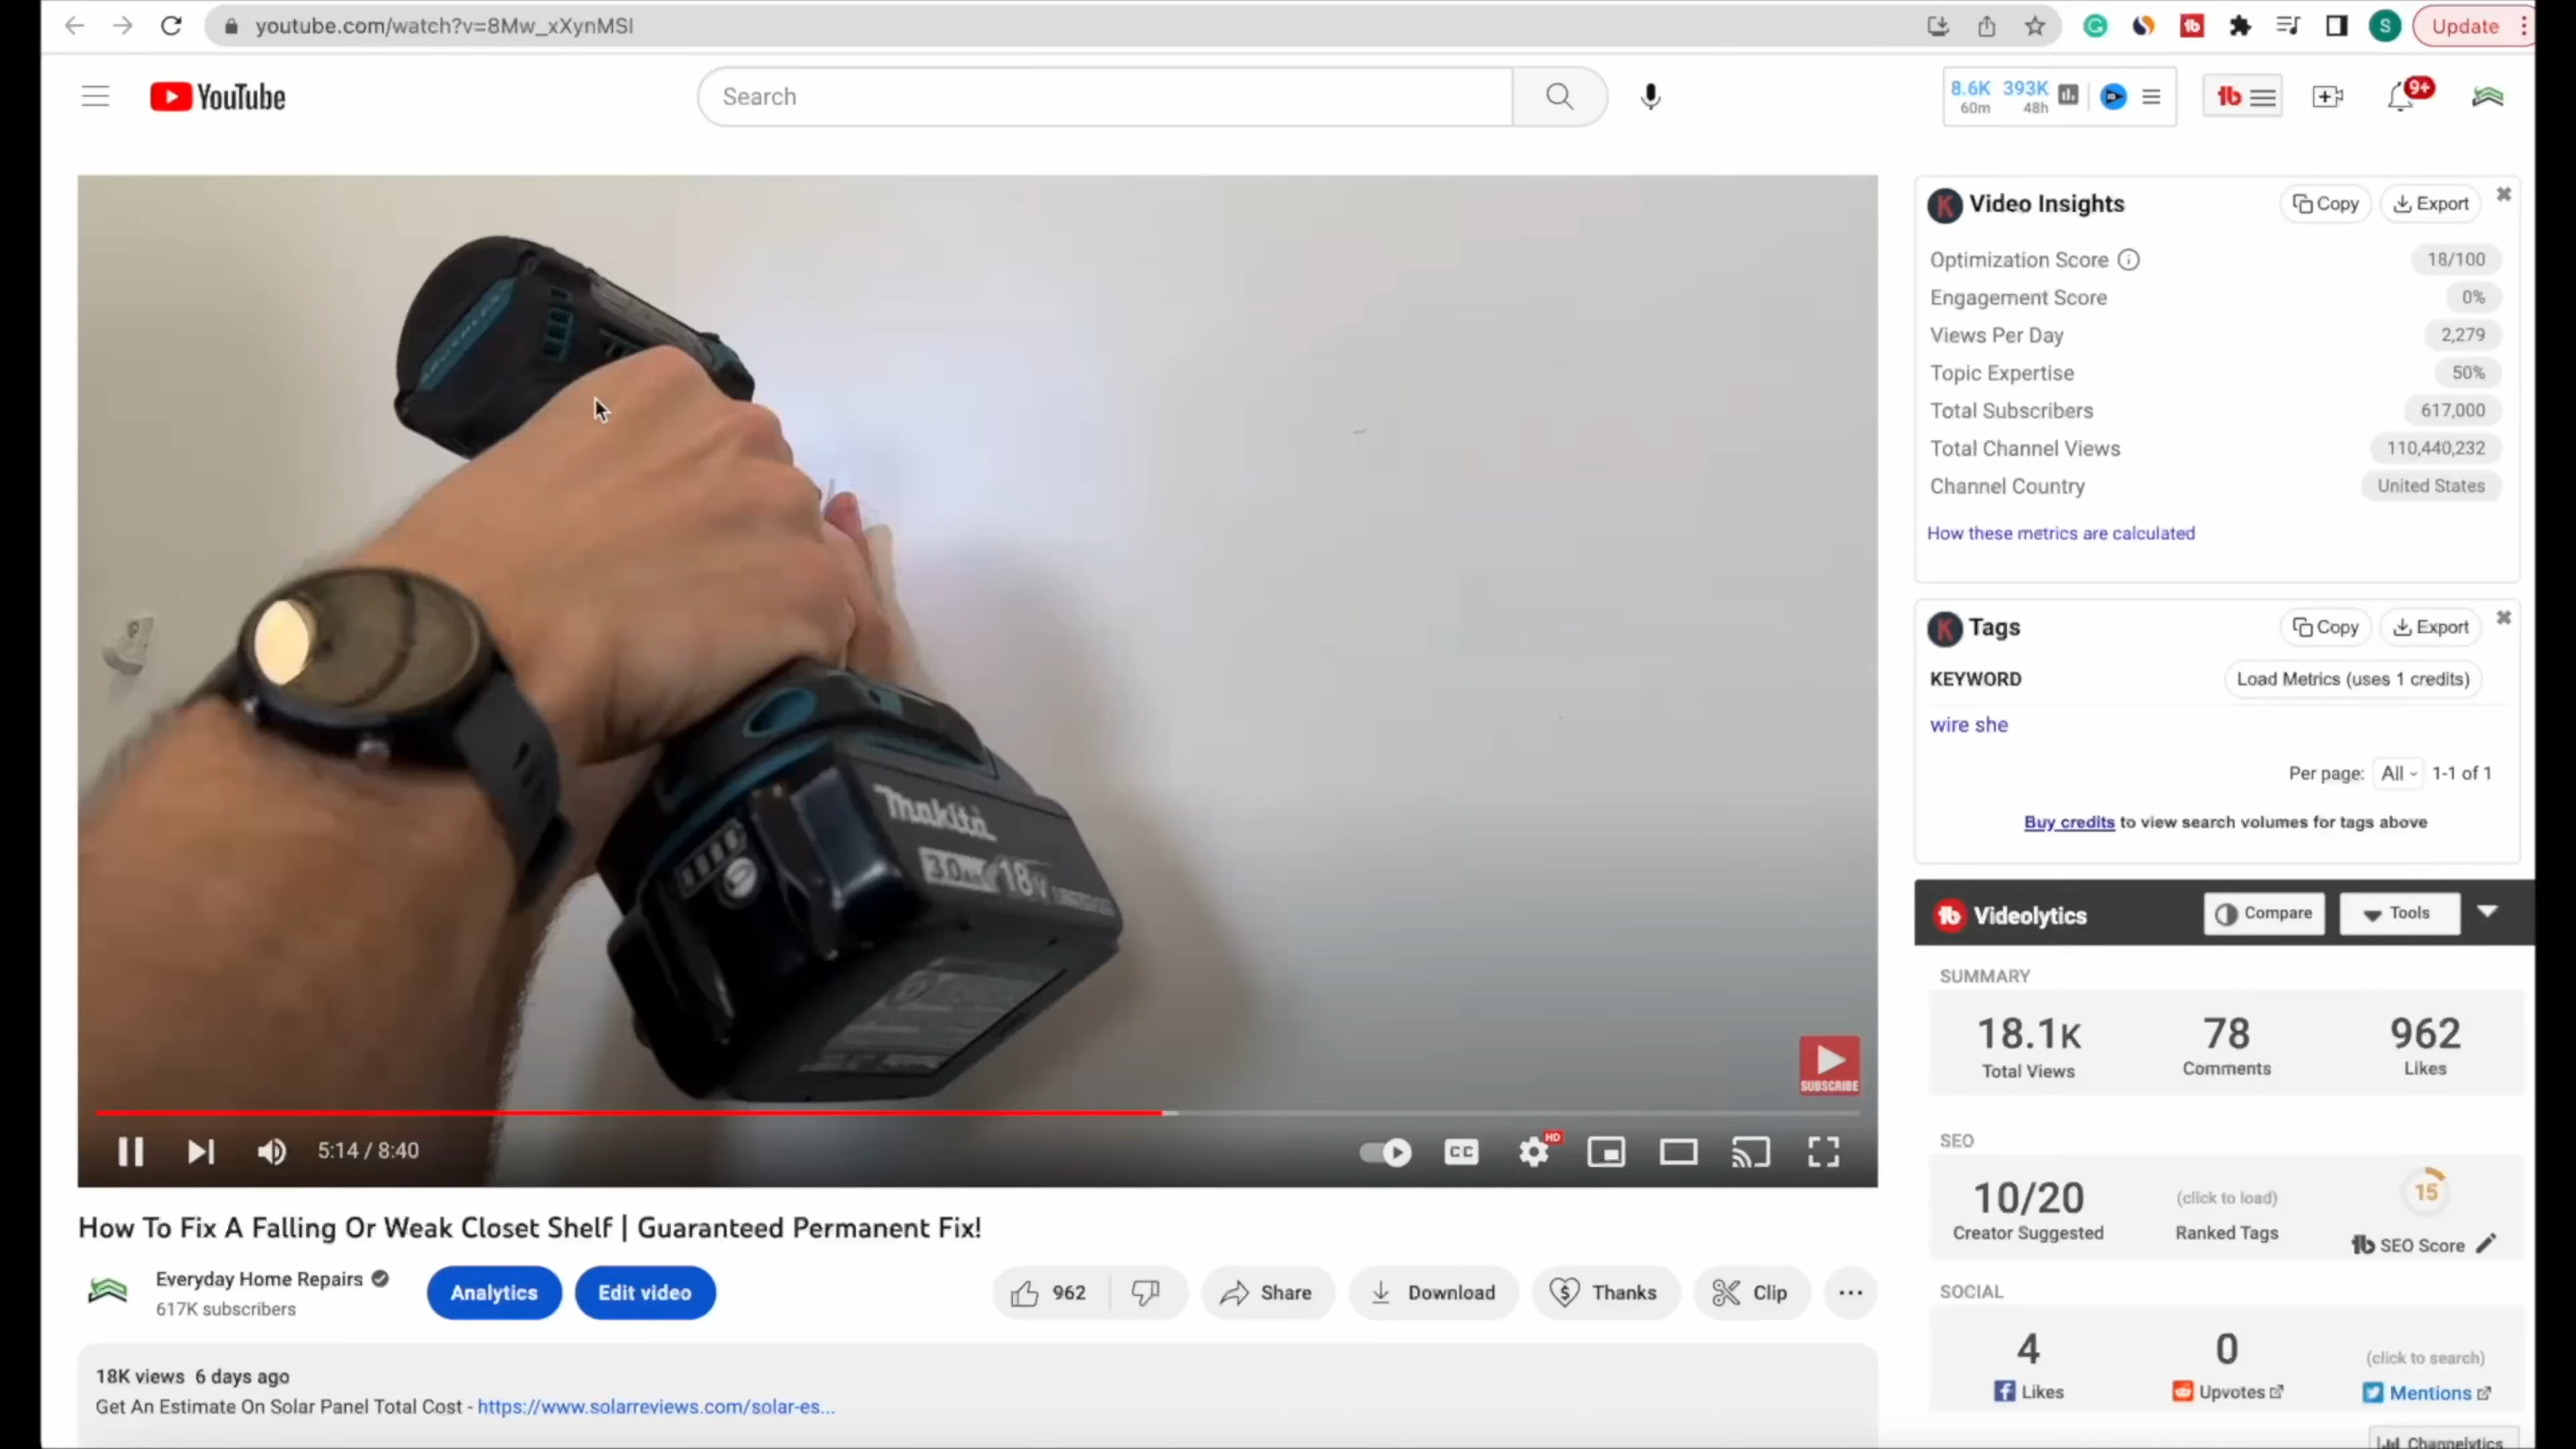 youtube.com/watch?v=8Mw_xXynMSI
Update
YouTube
Search
8.6K 393K
60m 48h
9+
S
Video Insights
Copy
Export
Optimization Score 18/100
Engagement Score 0%
Views Per Day 2,279
Topic Expertise 50%
Total Subscribers 617,000
Total Channel Views 110,440,232
Channel Country United States
How these metrics are calculated
Tags
Copy
Export
KEYWORD Load Metrics (uses 1 credits)
wire she
Per page: All 1-1 of 1
Buy credits to view search volumes for tags above
BRUSHLESS
makita
3.0Ah 18V
SUBSCRIBE
5:14 / 8:40
CC
HD
Videolytics
Compare
Tools
SUMMARY
18.1K 78 962
Total Views Comments Likes
SEO
10/20 (click to load) 15
Creator Suggested Ranked Tags SEO Score
SOCIAL
4 0 (click to search)
Likes Upvotes Mentions
Channelytics
How To Fix A Falling Or Weak Closet Shelf | Guaranteed Permanent Fix!
Everyday Home Repairs
617K subscribers
Analytics
Edit video
962
Share
Download
Thanks
Clip
18K views 6 days ago
Get An Estimate On Solar Panel Total Cost - https://www.solarreviews.com/solar-es...